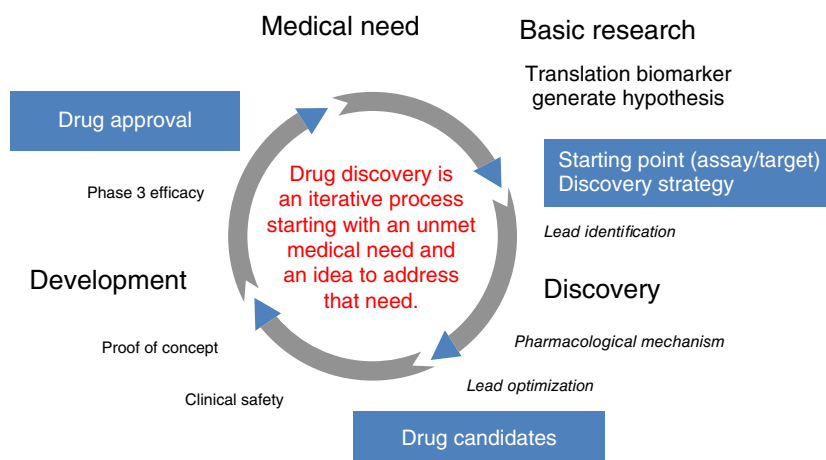 Medical need
Basic research
Translation biomarker
generate hypothesis
Starting point (assay/target)
Discovery strategy
Lead identification
Discovery
Pharmacological mechanism
Lead optimization
Drug candidates
Clinical safety
Proof of concept
Development
Phase 3 efficacy
Drug approval
Drug discovery is
an iterative process
starting with an unmet
medical need and
an idea to address
that need.